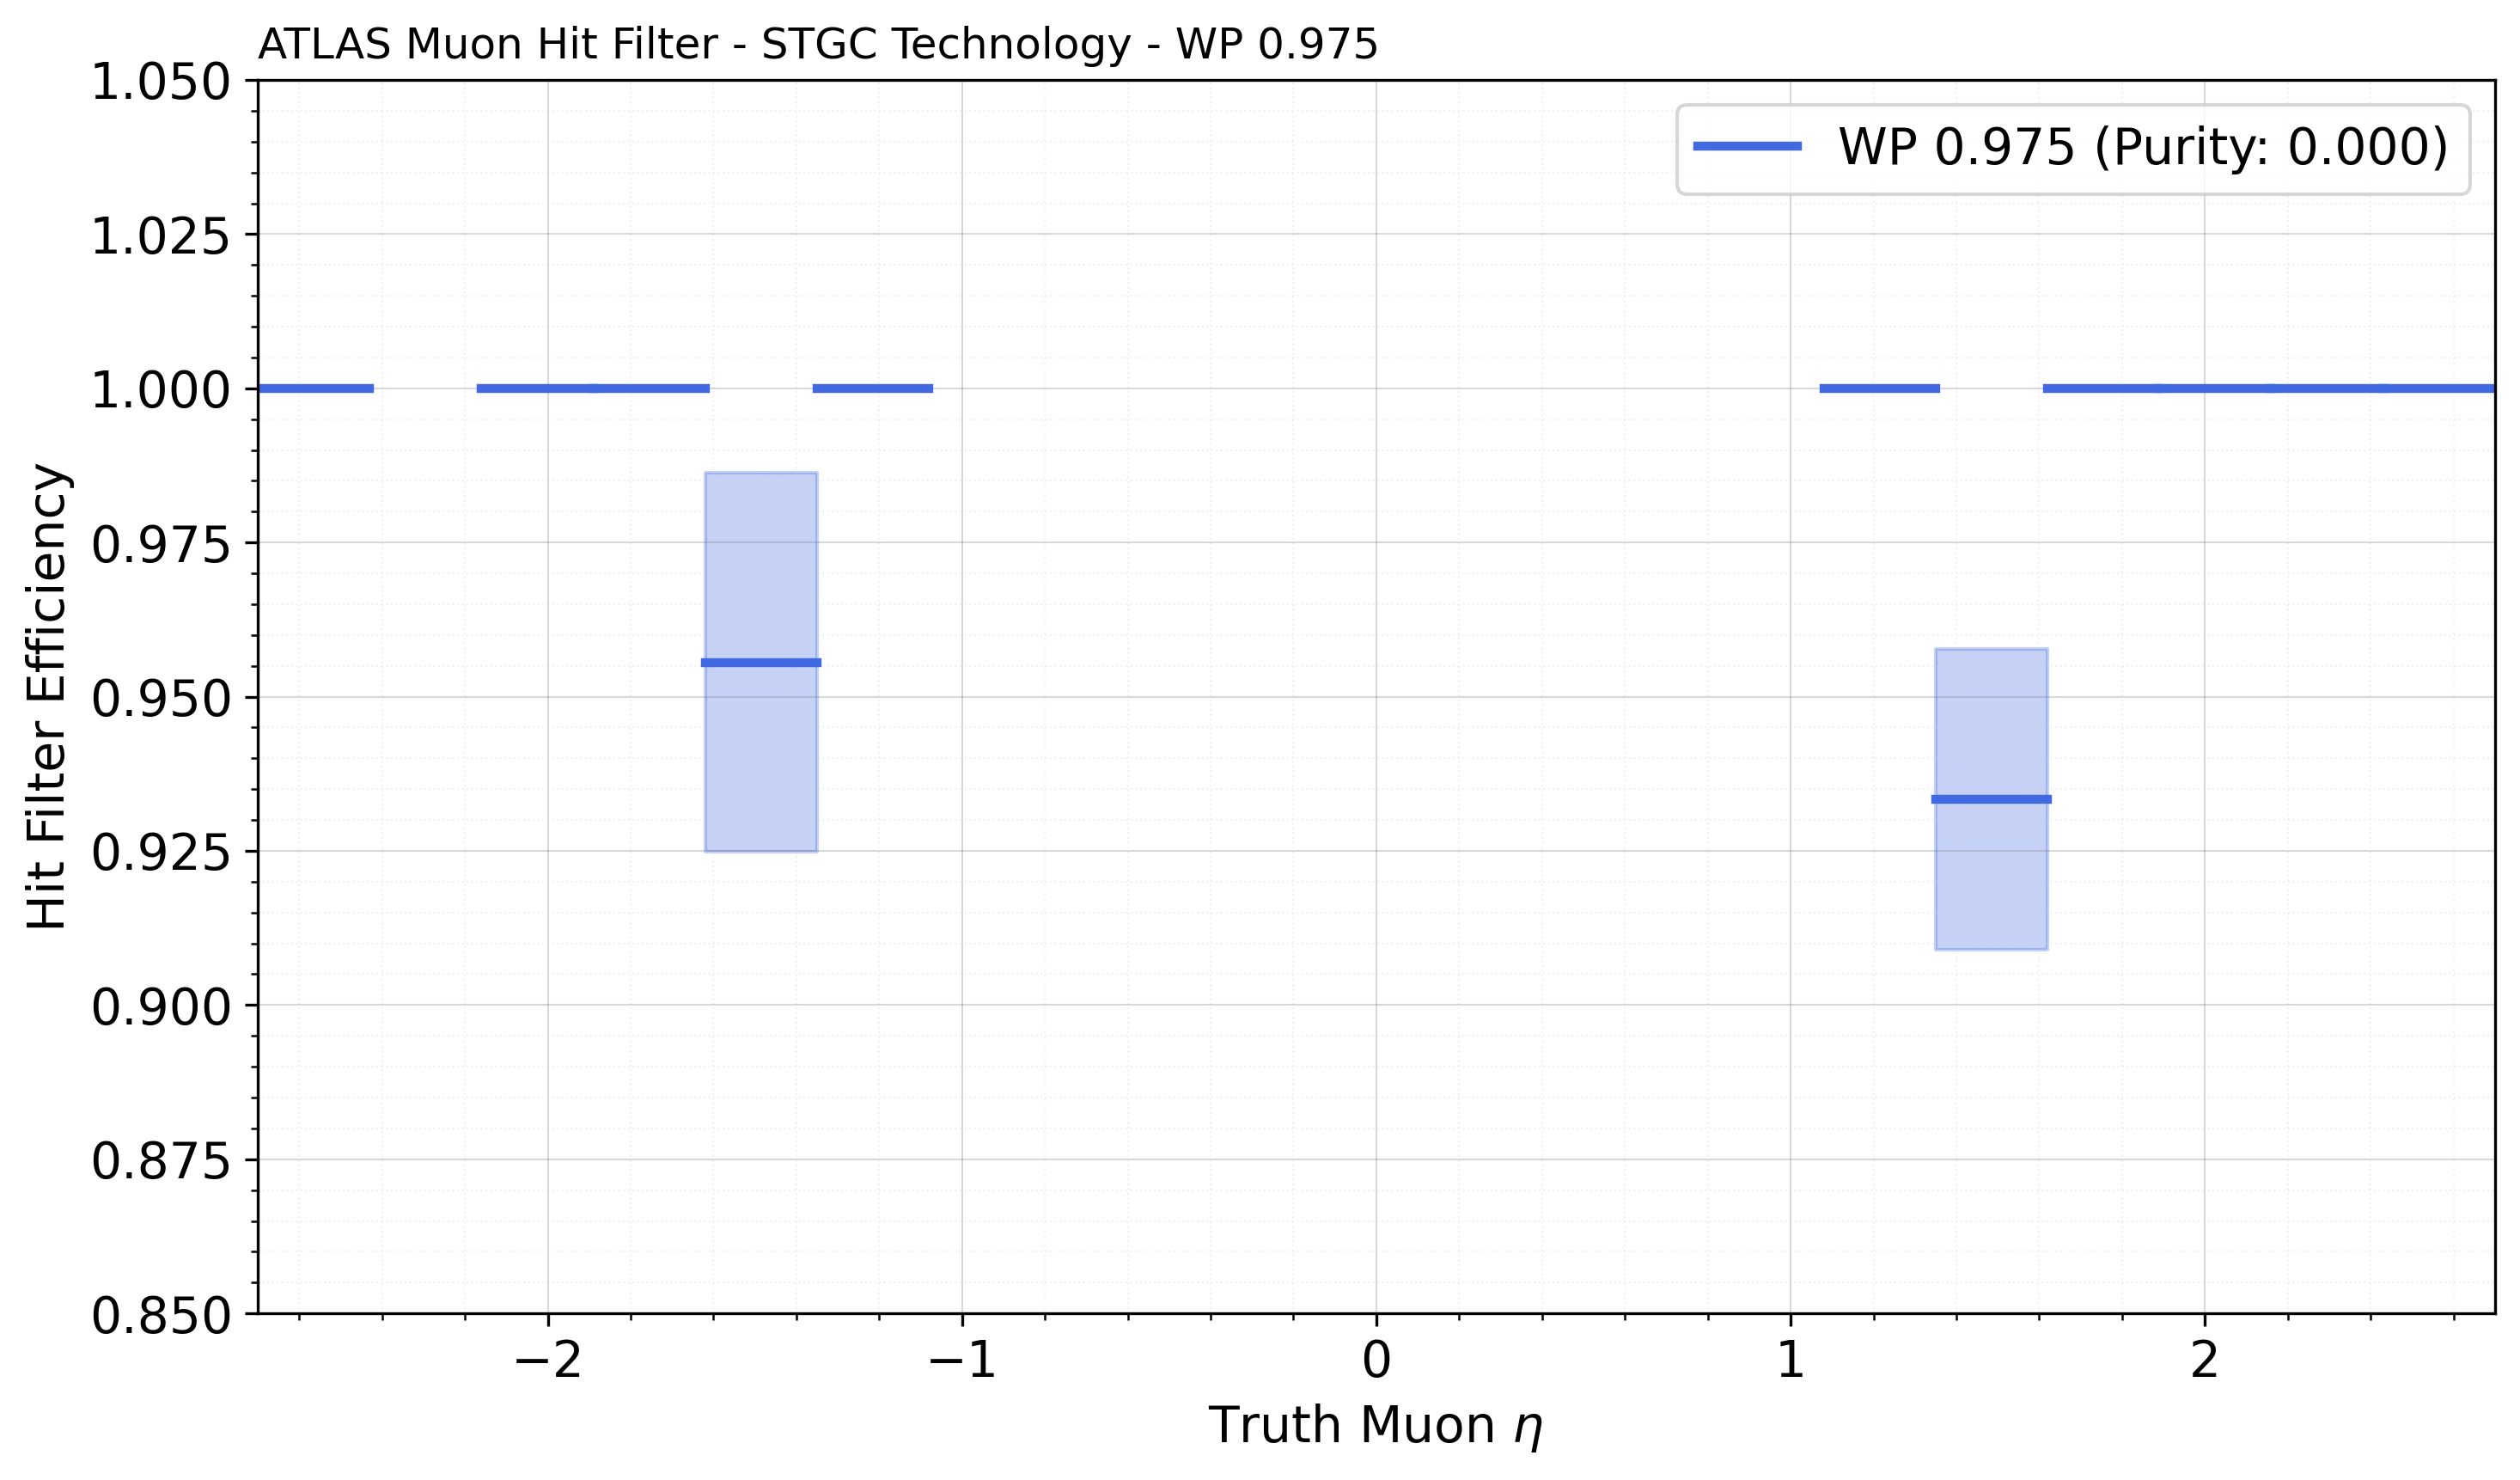 ATLAS Muon Hit Filter - STGC Technology - WP 0.975
1.050
1.025
1.000
0.975
0.950
0.925
0.900
0.875
0.850
Hit Filter Efficiency
WP 0.975 (Purity: 0.000)
−2 −1 0 1 2
Truth Muon η